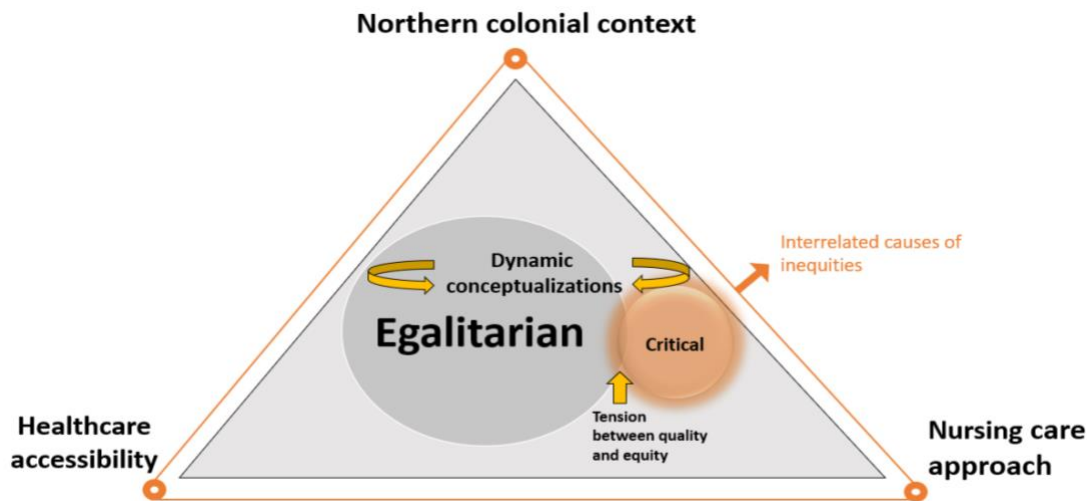 Northern colonial context
Interrelated causes of
inequities
Dynamic
conceptualizations
Egalitarian
Critical
Tension
between quality
and equity
Healthcare
accessibility
Nursing care
approach